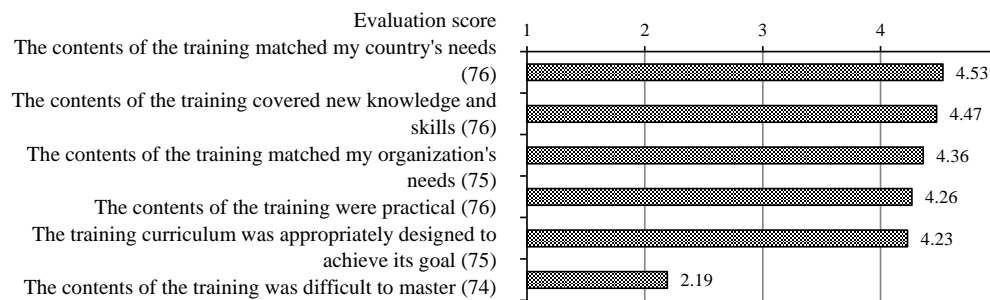 Evaluation score
1 2 3 4
The contents of the training matched my country's needs
(76)
4.53
The contents of the training covered new knowledge and
skills (76)
4.47
The contents of the training matched my organization's
needs (75)
4.36
The contents of the training were practical (76)
4.26
The training curriculum was appropriately designed to
achieve its goal (75)
4.23
The contents of the training was difficult to master (74)
2.19